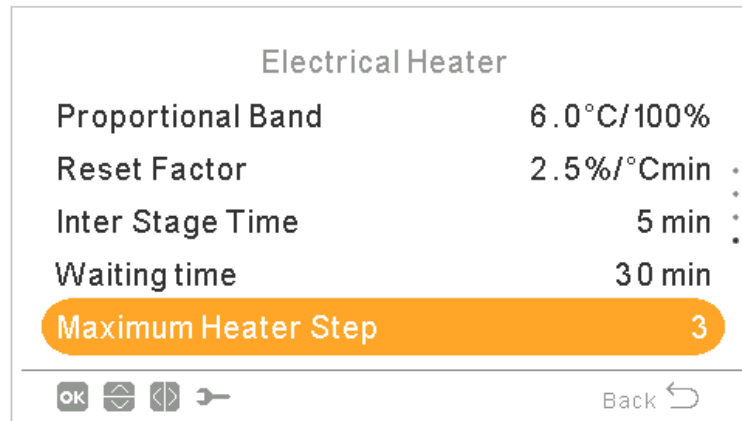 Electrical Heater
Proportional Band 6.0°C/100%
Reset Factor 2.5%/°Cmin
Inter Stage Time 5 min
Waiting time 30 min
Maximum Heater Step 3
OK Back